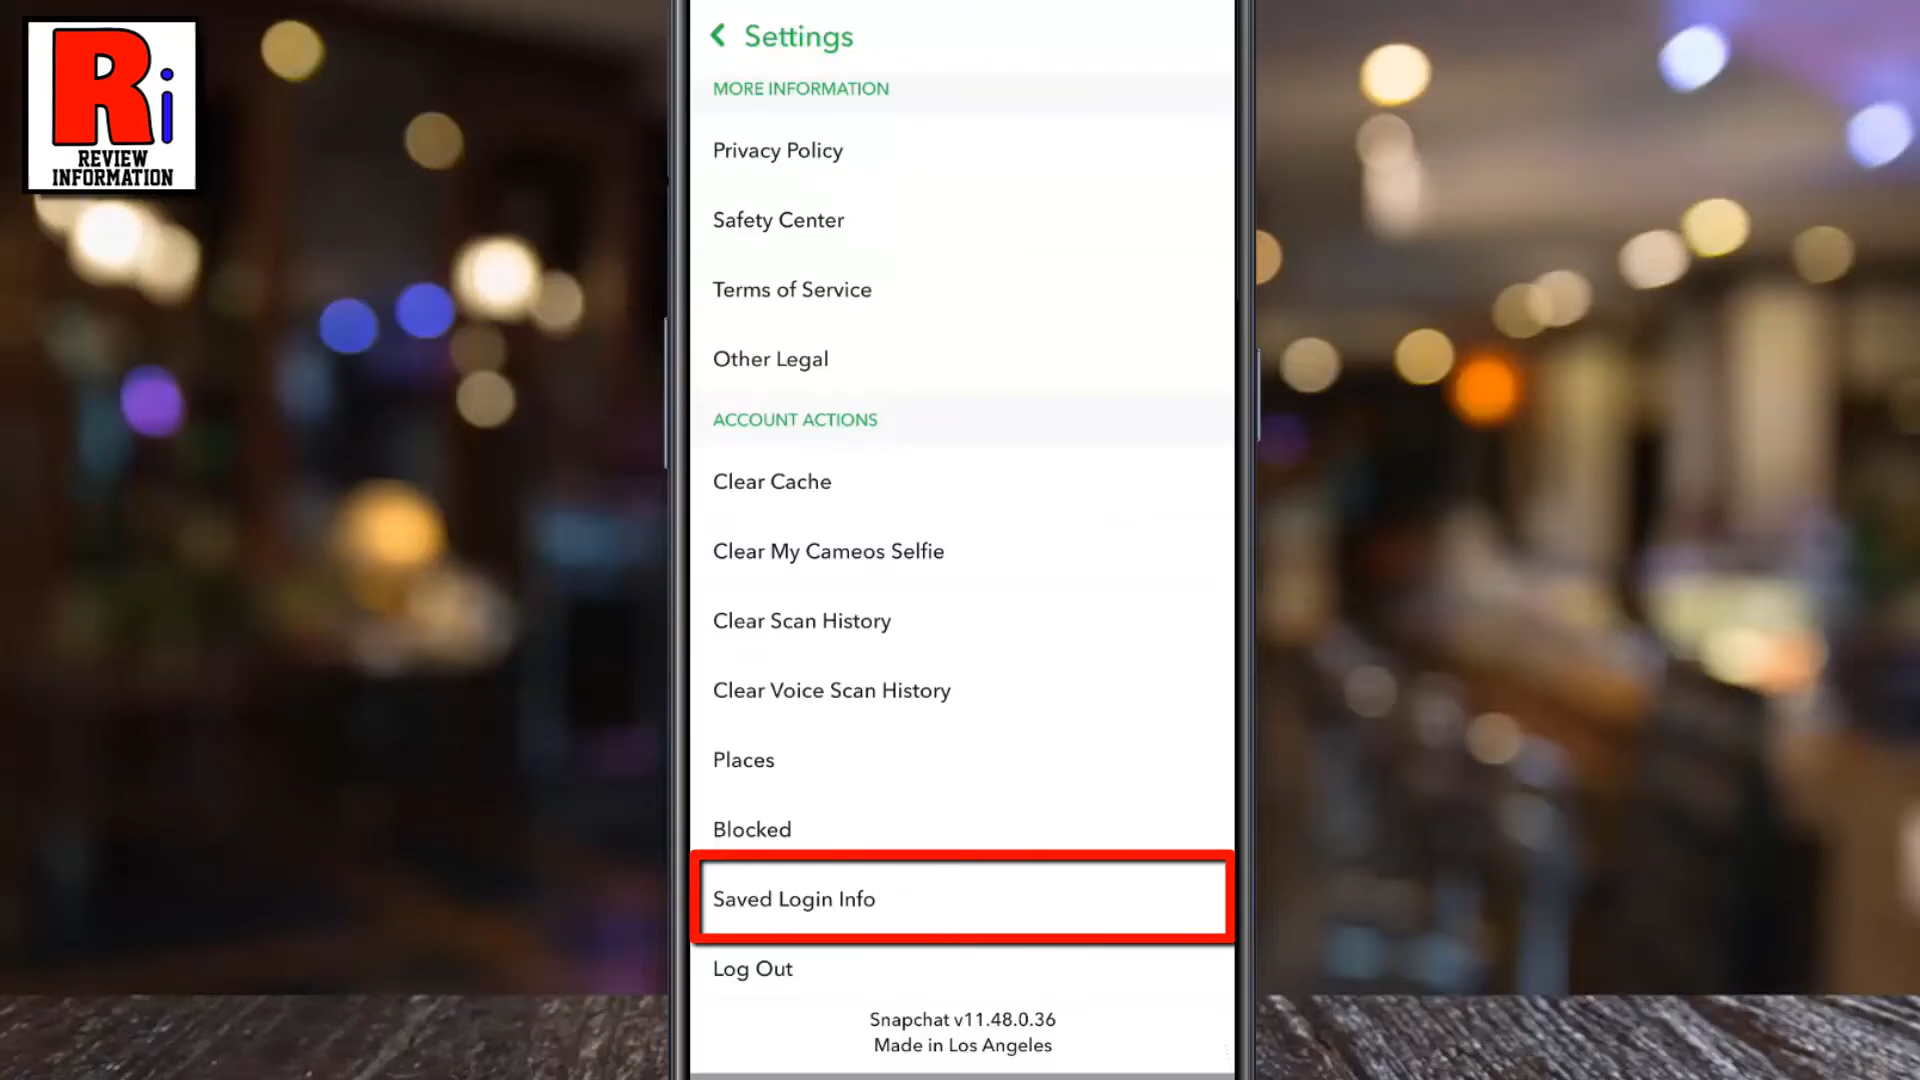 Ri
REVIEW
INFORMATION
Settings
MORE INFORMATION
Privacy Policy
Safety Center
Terms of Service
Other Legal
ACCOUNT ACTIONS
Clear Cache
Clear My Cameos Selfie
Clear Scan History
Clear Voice Scan History
Places
Blocked
Saved Login Info
Log Out
Snapchat v11.48.0.36
Made in Los Angeles